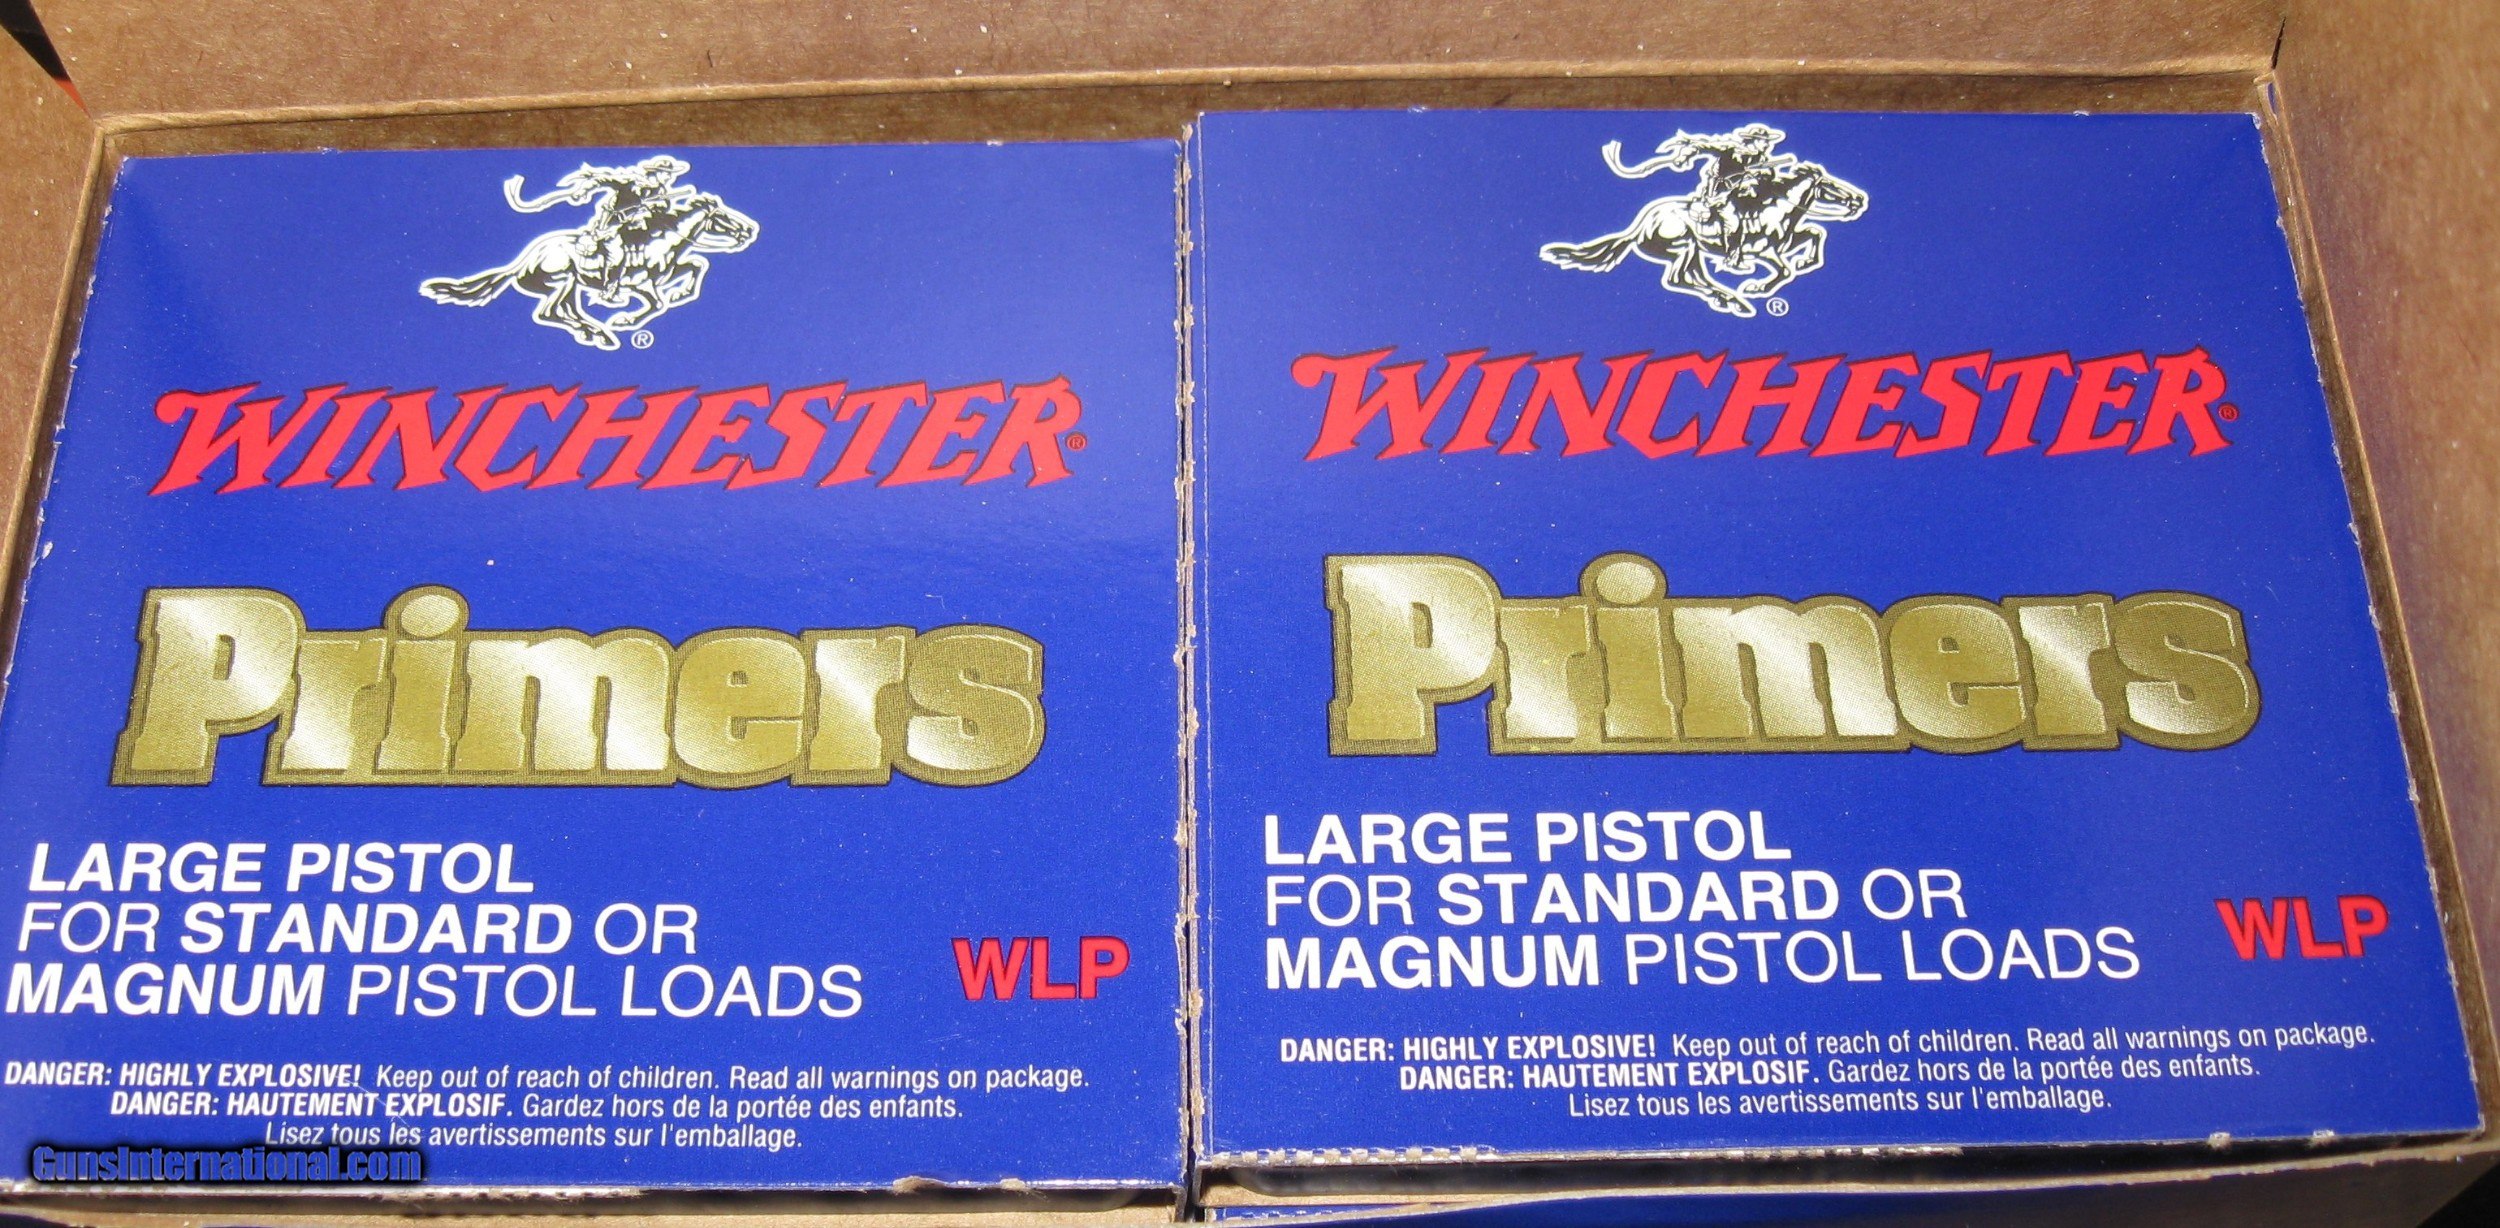 ®
WINCHESTER®
Primers
LARGE PISTOL
FOR STANDARD OR
MAGNUM PISTOL LOADS
WLP
DANGER: HIGHLY EXPLOSIVE! Keep out of reach of children. Read all warnings on package.
DANGER: HAUTEMENT EXPLOSIF. Gardez hors de la portée des enfants.
Lisez tous les avertissements sur l'emballage.
®
WINCHESTER®
Primers
LARGE PISTOL
FOR STANDARD OR
MAGNUM PISTOL LOADS
WLP
DANGER: HIGHLY EXPLOSIVE! Keep out of reach of children. Read all warnings on package.
DANGER: HAUTEMENT EXPLOSIF. Gardez hors de la portée des enfants.
Lisez tous les avertissements sur l'emballage.
GunsInternational.com